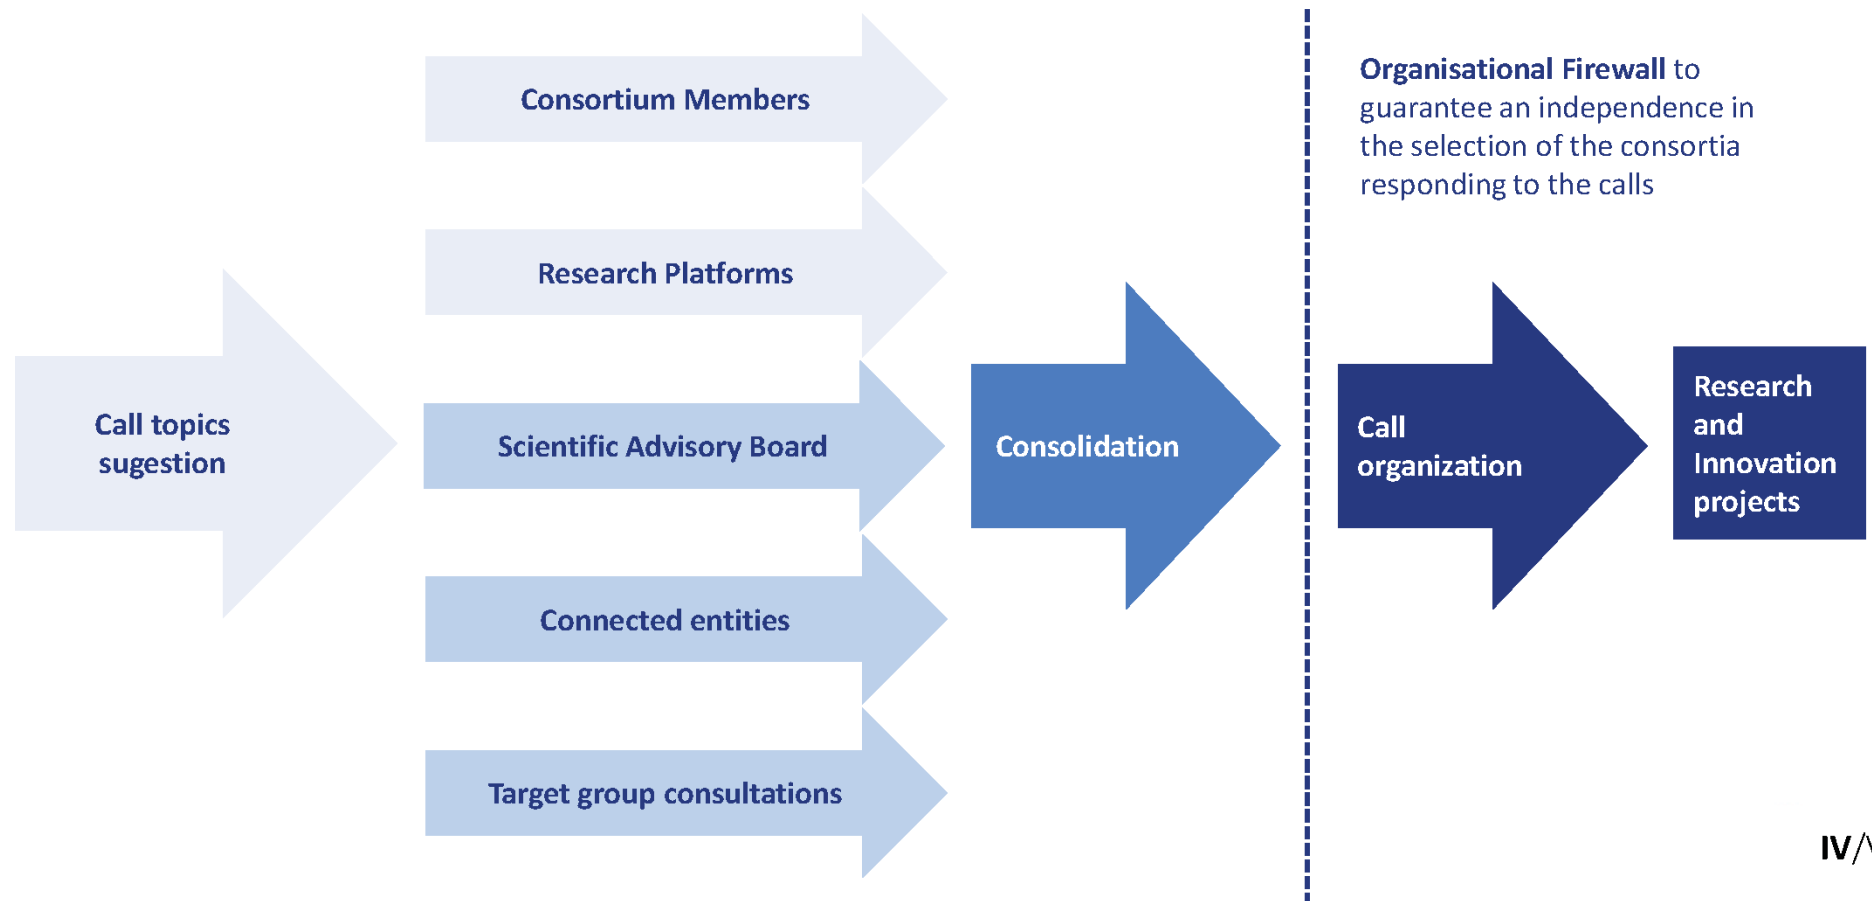 Call topics
sugestion
Consortium Members
Research Platforms
Scientific Advisory Board
Connected entities
Target group consultations
Consolidation
Organisational Firewall to
guarantee an independence in
the selection of the consortia
responding to the calls
Call
organization
Research
and
Innovation
projects
IV/